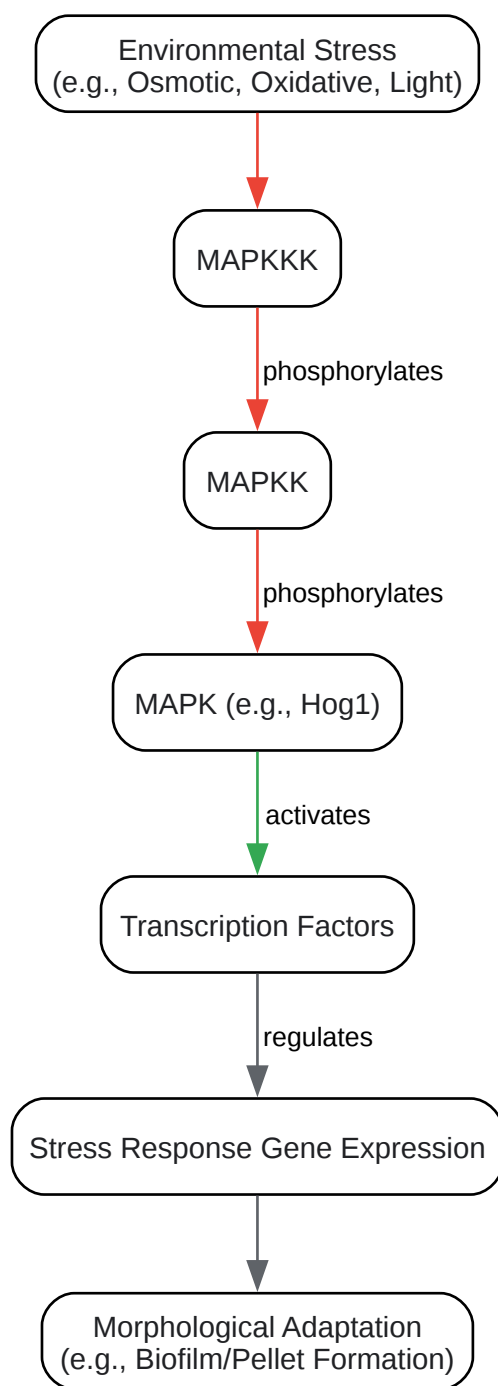 Environmental Stress
(e.g., Osmotic, Oxidative, Light)
MAPKKK
phosphorylates
MAPKK
phosphorylates
MAPK (e.g., Hog1)
activates
Transcription Factors
regulates
Stress Response Gene Expression
Morphological Adaptation
(e.g., Biofilm/Pellet Formation)